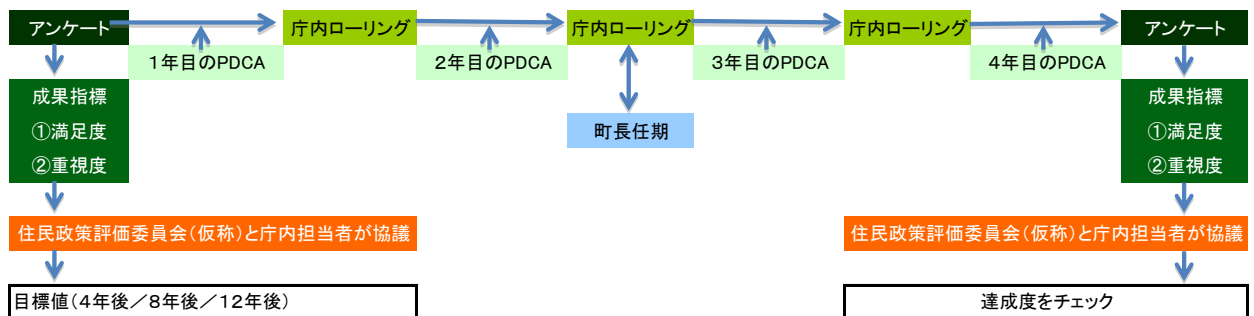 アンケート
庁内ローリング
庁内ローリング
庁内ローリング
アンケート
1年目のPDCA
2年目のPDCA
3年目のPDCA
4年目のPDCA
成果指標
①満足度
②重視度
町長任期
成果指標
①満足度
②重視度
住民政策評価委員会(仮称)と庁内担当者が協議
住民政策評価委員会(仮称)と庁内担当者が協議
目標値(4年後／8年後／12年後)
達成度をチェック